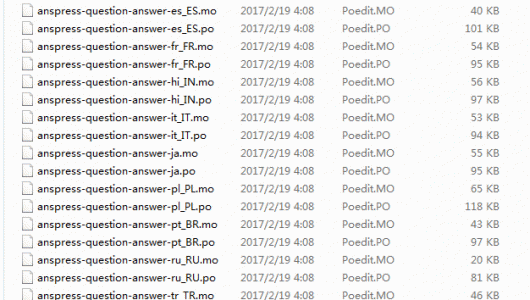 anspress-question-answer-es_ES.mo 2017/2/19 4:08 Poedit.MO 40 KB
anspress-question-answer-es_ES.po 2017/2/19 4:08 Poedit.PO 101 KB
anspress-question-answer-fr_FR.mo 2017/2/19 4:08 Poedit.MO 54 KB
anspress-question-answer-fr_FR.po 2017/2/19 4:08 Poedit.PO 95 KB
anspress-question-answer-hi_IN.mo 2017/2/19 4:08 Poedit.MO 56 KB
anspress-question-answer-hi_IN.po 2017/2/19 4:08 Poedit.PO 97 KB
anspress-question-answer-it_IT.mo 2017/2/19 4:08 Poedit.MO 53 KB
anspress-question-answer-it_IT.po 2017/2/19 4:08 Poedit.PO 94 KB
anspress-question-answer-ja.mo 2017/2/19 4:08 Poedit.MO 55 KB
anspress-question-answer-ja.po 2017/2/19 4:08 Poedit.PO 95 KB
anspress-question-answer-pl_PL.mo 2017/2/19 4:08 Poedit.MO 65 KB
anspress-question-answer-pl_PL.po 2017/2/19 4:08 Poedit.PO 118 KB
anspress-question-answer-pt_BR.mo 2017/2/19 4:08 Poedit.MO 43 KB
anspress-question-answer-pt_BR.po 2017/2/19 4:08 Poedit.PO 97 KB
anspress-question-answer-ru_RU.mo 2017/2/19 4:08 Poedit.MO 20 KB
anspress-question-answer-ru_RU.po 2017/2/19 4:08 Poedit.PO 81 KB
anspress-question-answer-tr_TR.mo 2017/2/19 4:08 Poedit.MO 46 KB